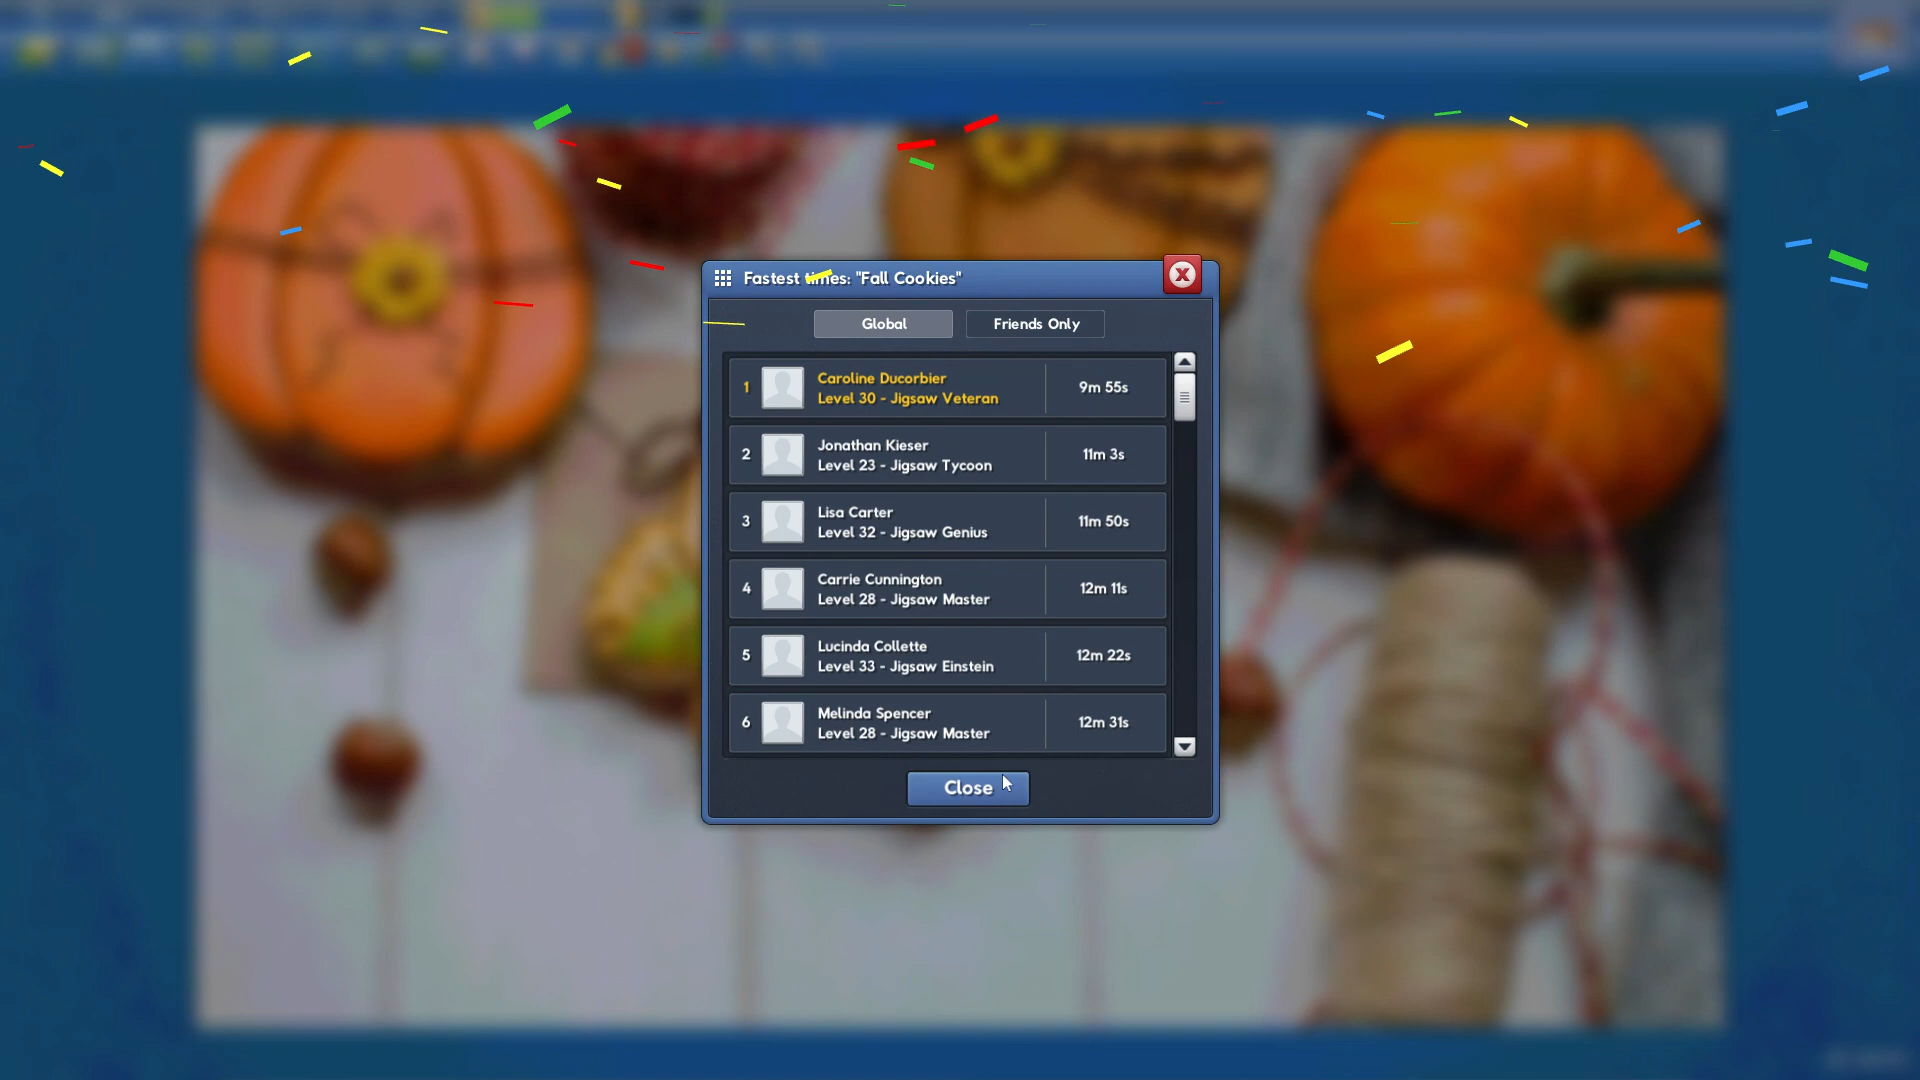 Fastest times: "Fall Cookies"
Global
Friends Only
1
Caroline Ducorbier
Level 30 - Jigsaw Veteran
9m 55s
2
Jonathan Kieser
Level 23 - Jigsaw Tycoon
11m 3s
3
Lisa Carter
Level 32 - Jigsaw Genius
11m 50s
4
Carrie Cunnington
Level 28 - Jigsaw Master
12m 11s
5
Lucinda Collette
Level 33 - Jigsaw Einstein
12m 22s
6
Melinda Spencer
Level 28 - Jigsaw Master
12m 31s
Close